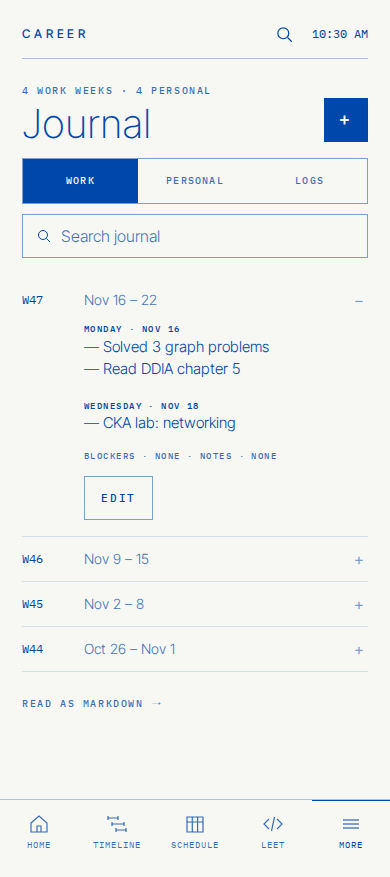 CAREER
10:30 AM
4 WORK WEEKS · 4 PERSONAL
Journal
+
WORK
PERSONAL
LOGS
Search journal
W47
Nov 16 – 22
–
MONDAY · NOV 16
— Solved 3 graph problems
— Read DDIA chapter 5
WEDNESDAY · NOV 18
— CKA lab: networking
BLOCKERS · NONE · NOTES · NONE
EDIT
W46
Nov 9 – 15
+
W45
Nov 2 – 8
+
W44
Oct 26 – Nov 1
+
READ AS MARKDOWN →
HOME
TIMELINE
SCHEDULE
LEET
MORE